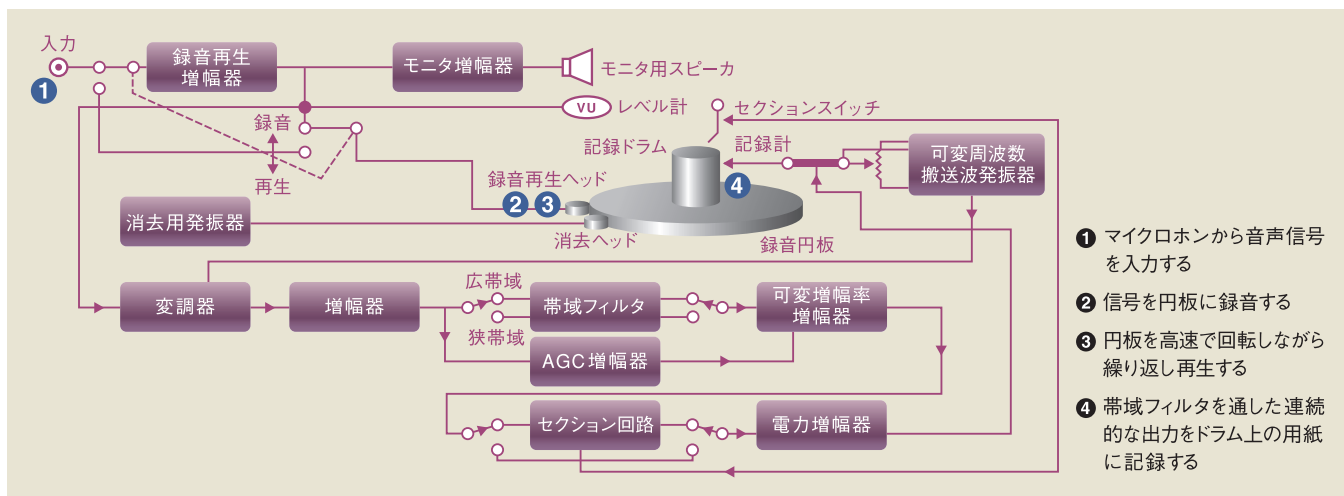 入力
1
録音再生
増幅器
モニタ増幅器
モニタ用スピーカ
VU
レベル計
セクションスイッチ
録音
再生
記録ドラム
記録計
可変周波数
搬送波発振器
4
録音再生ヘッド
2 3
消去用発振器
消去ヘッド
録音円板
変調器
増幅器
広帯域
狭帯域
帯域フィルタ
可変増幅率
増幅器
AGC増幅器
セクション回路
電力増幅器
1 マイクロホンから音声信号
を入力する
2 信号を円板に録音する
3 円板を高速で回転しながら
繰り返し再生する
4 帯域フィルタを通した連続
的な出力をドラム上の用紙
に記録する